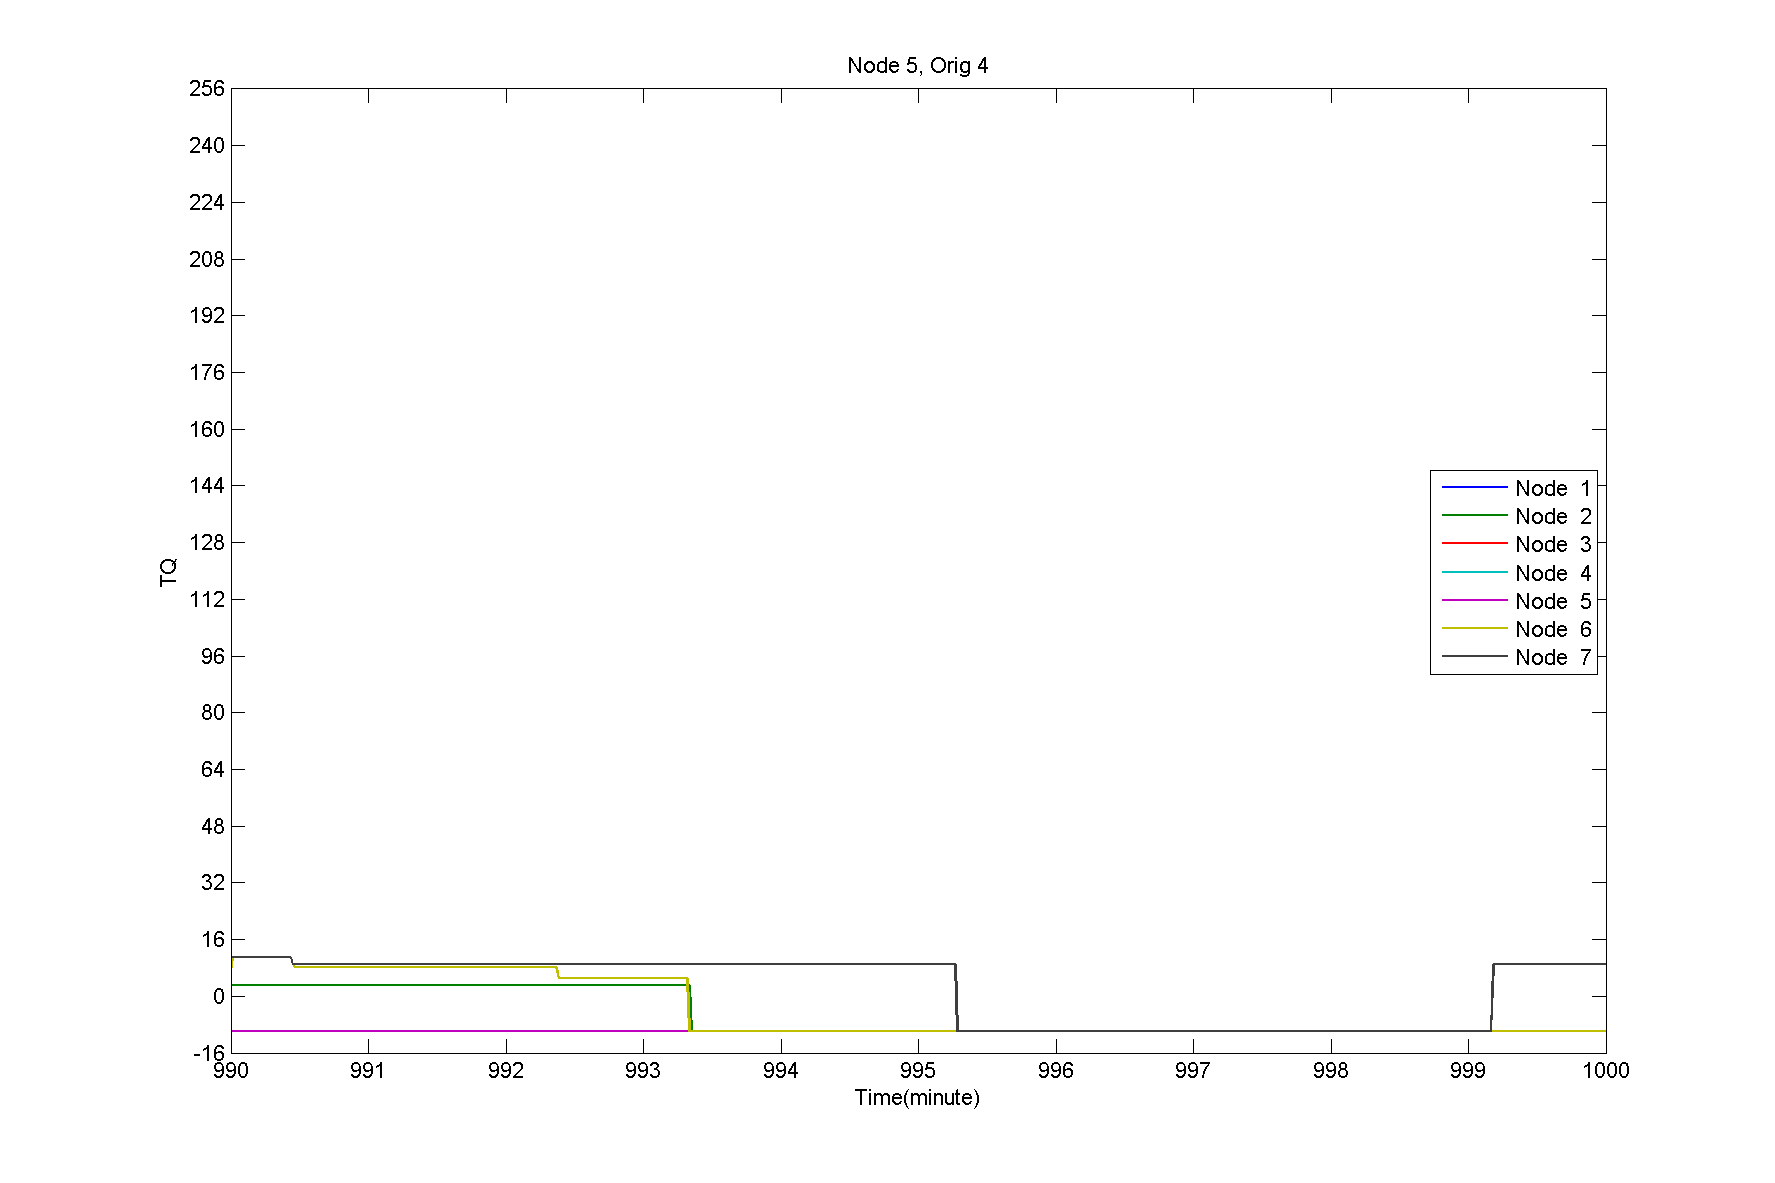 Node 5, Orig 4
256
240
224
208
192
176
160
144
128
112
96
80
64
48
32
16
0
-16
TQ
Node 1
Node 2
Node 3
Node 4
Node 5
Node 6
Node 7
990 991 992 993 994 995 996 997 998 999 1000
Time(minute)